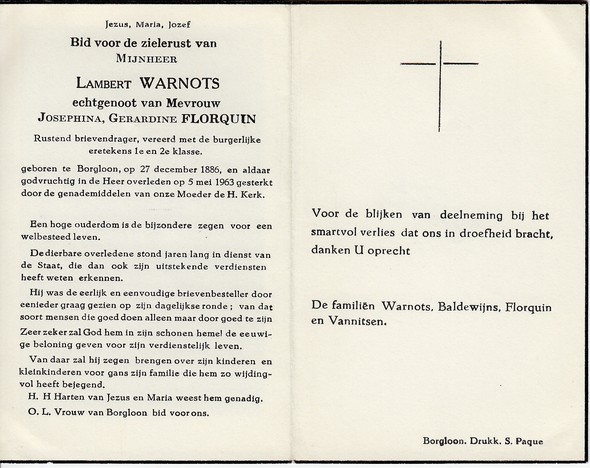 Jezus, Maria, Jozef
Bid voor de zielerust van
MIJNHEER
LAMBERT WARNOTS
echtgenoot van Mevrouw
JOSEPHINA, GERARDINE FLORQUIN
Rustend brievendrager, vereerd met de burgerlijke
eretekens 1e en 2e klasse.
geboren te Borgloon, op 27 december 1886, en aldaar
godvruchtig in de Heer overleden op 5 mei 1963 gesterkt
door de genademiddelen van onze Moeder de H. Kerk.
Een hoge ouderdom is de bijzondere zegen voor een
welbesteed leven.
De dierbare overledene stond jaren lang in dienst van
de Staat, die dan ook zijn uitstekende verdiensten
heeft weten erkennen.
Hij was de eerlijk en eenvoudige brievenbesteller door
eenieder graag gezien op zijn dagelijkse ronde; van dat
soort mensen die goed doen alleen maar door goed te zijn
Zeer zeker zal God hem in zijn schonen hemel de eeuwi-
ge beloning geven voor zijn verdienstelijk leven.
Van daar zal hij zegen brengen over zijn kinderen en
kleinkinderen voor gans zijn familie die hem zo wijding-
vol heeft bejegend.
H. H Harten van Jezus en Maria weest hem genadig.
O. L. Vrouw van Borgloon bid voor ons.
Voor de blijken van deelneming bij het
smartvol verlies dat ons in droefheid bracht,
danken U oprecht
De familiën Warnots, Baldewijns, Florquin
en Vannitsen.
Borgloon. Drukk. S. Paque